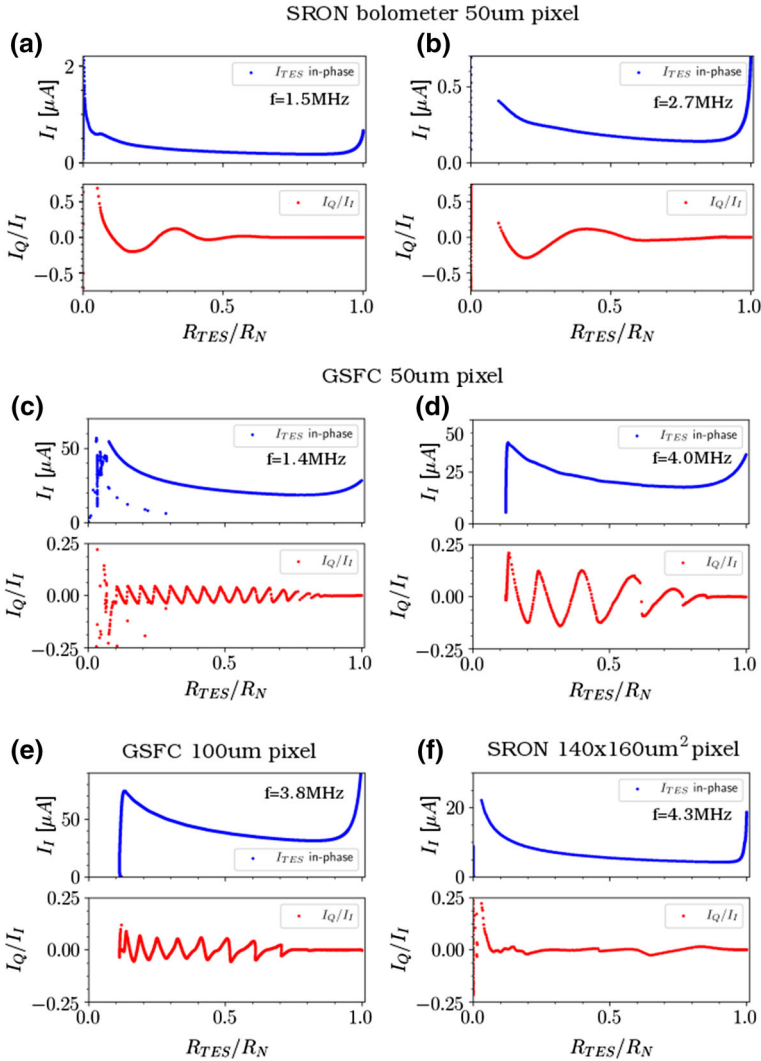 SRON bolometer 50um pixel
(a)
(b)
2
1
0
I_I [μA]
I_TES in-phase
f=1.5MHz
0.5
0.0
I_I [μA]
I_TES in-phase
f=2.7MHz
0.5
0.0
−0.5
I_Q/I_I
I_Q/I_I
0.5
0.0
−0.5
I_Q/I_I
I_Q/I_I
0.0 0.5 1.0
0.0 0.5 1.0
R_TES/R_N
R_TES/R_N
GSFC 50um pixel
(c)
(d)
50
0
I_I [μA]
I_TES in-phase
f=1.4MHz
50
25
0
I_I [μA]
I_TES in-phase
f=4.0MHz
0.25
0.00
−0.25
I_Q/I_I
I_Q/I_I
0.25
0.00
−0.25
I_Q/I_I
I_Q/I_I
0.0 0.5 1.0
0.0 0.5 1.0
R_TES/R_N
R_TES/R_N
(e) GSFC 100um pixel
(f) SRON 140x160um² pixel
50
0
I_I [μA]
f=3.8MHz
I_TES in-phase
20
0
I_I [μA]
I_TES in-phase
f=4.3MHz
0.25
0.00
−0.25
I_Q/I_I
I_Q/I_I
0.25
0.00
−0.25
I_Q/I_I
I_Q/I_I
0.0 0.5 1.0
0.0 0.5 1.0
R_TES/R_N
R_TES/R_N